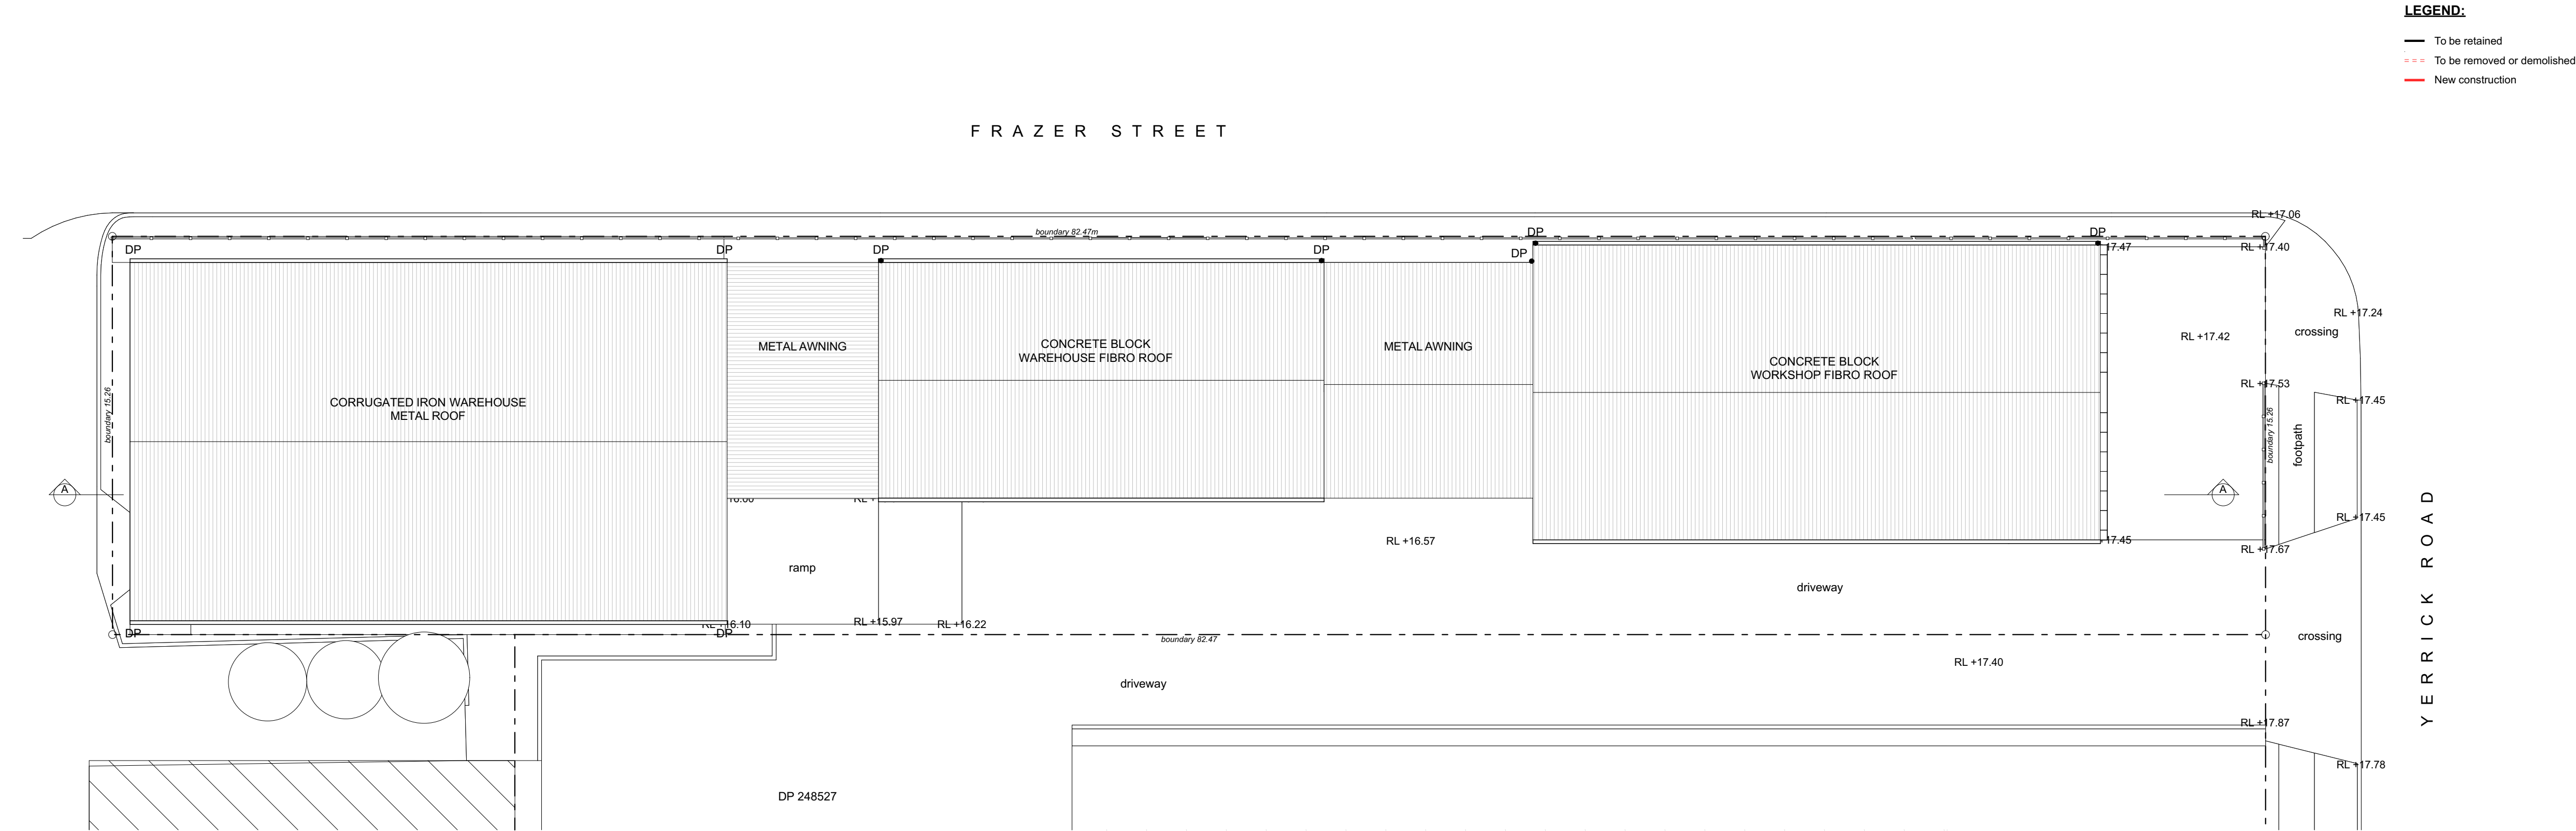 LEGEND:
To be retained
To be removed or demolished
New construction
FRAZER STREET
RL +17.06
boundary 82.47m
DP
DP
DP
DP
DP
DP
DP
17.47
RL +17.40
RL +17.24
crossing
RL +17.42
METAL AWNING
CONCRETE BLOCK
WAREHOUSE FIBRO ROOF
METAL AWNING
CONCRETE BLOCK
WORKSHOP FIBRO ROOF
RL +17.53
boundary 15.26
CORRUGATED IRON WAREHOUSE
METAL ROOF
RL +17.45
boundary 15.26
footpath
A
A
RL +17.45
YERRICK ROAD
RL +16.57
17.45
RL +17.67
ramp
driveway
DP
DP
RL +16.10
RL +15.97
RL +16.22
boundary 82.47
crossing
RL +17.40
driveway
RL +17.87
RL +17.78
DP 248527